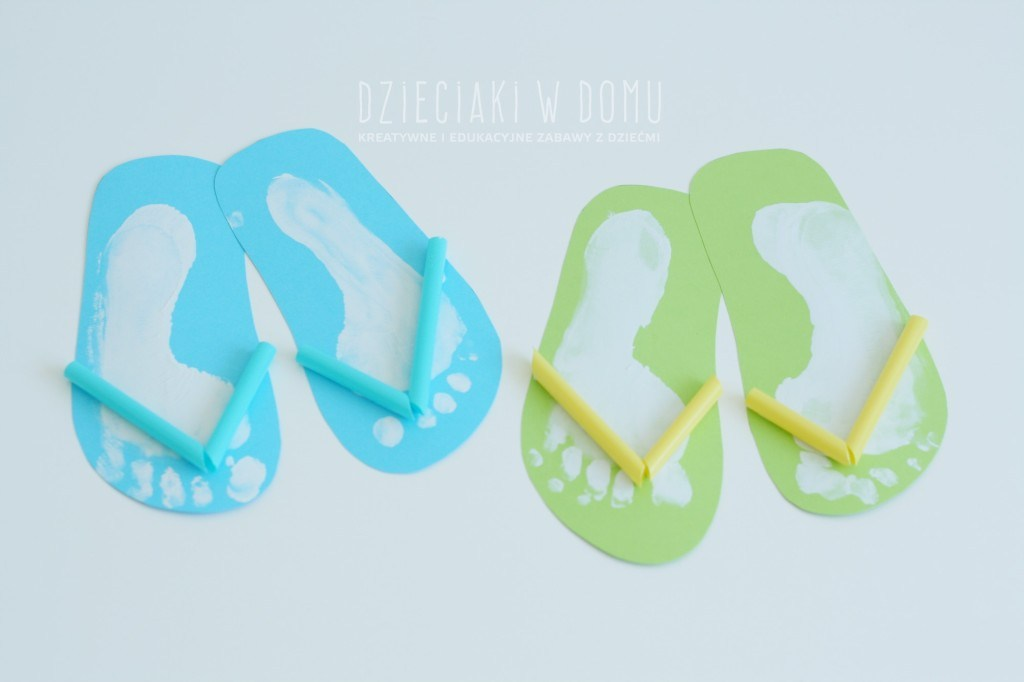 DZIECIAKI W DOMU
KREATYWNE I EDUKACYJNE ZABAWY Z DZIEĆMI